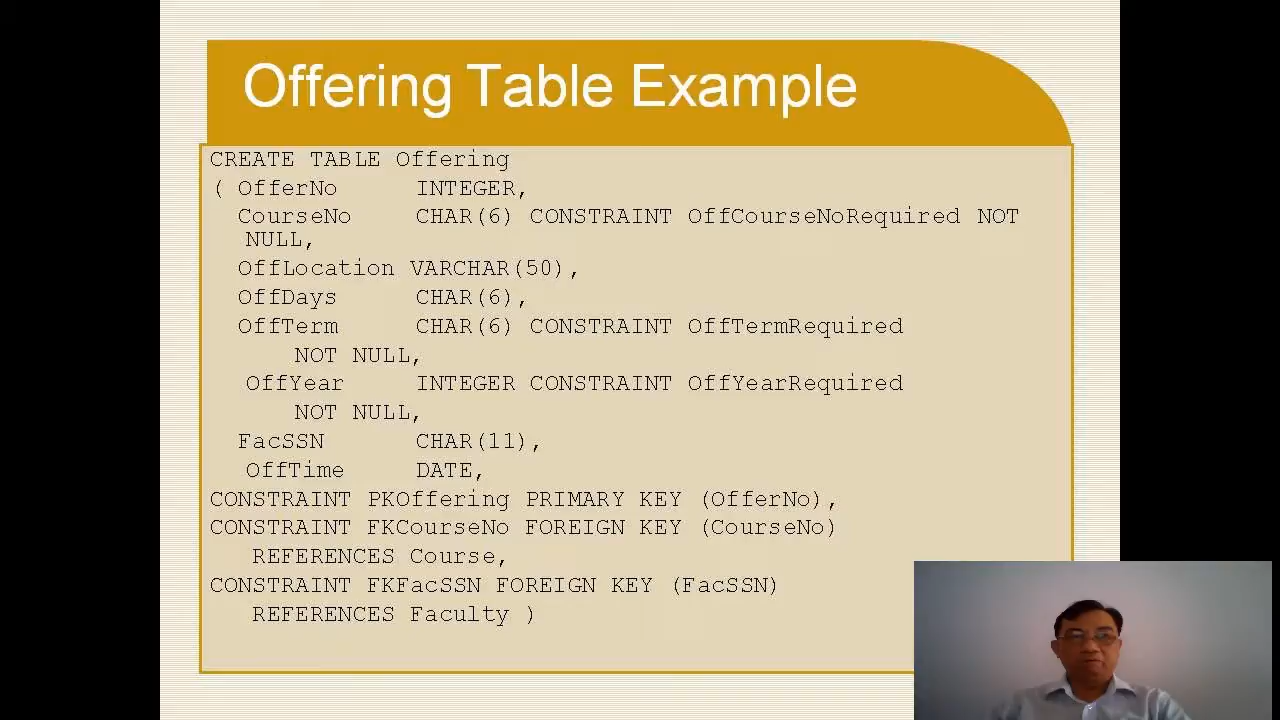 Offering Table Example
CREATE TABLE Offering
( OfferNo INTEGER,
CourseNo CHAR(6) CONSTRAINT OffCourseNoRequired NOT
NULL,
OffLocation VARCHAR(50),
OffDays CHAR(6),
OffTerm CHAR(6) CONSTRAINT OffTermRequired
NOT NULL,
OffYear INTEGER CONSTRAINT OffYearRequired
NOT NULL,
FacSSN CHAR(11),
OffTime DATE,
CONSTRAINT PKOffering PRIMARY KEY (OfferNo),
CONSTRAINT FKCourseNo FOREIGN KEY (CourseNo)
REFERENCES Course,
CONSTRAINT FKFacSSN FOREIGN KEY (FacSSN)
REFERENCES Faculty )